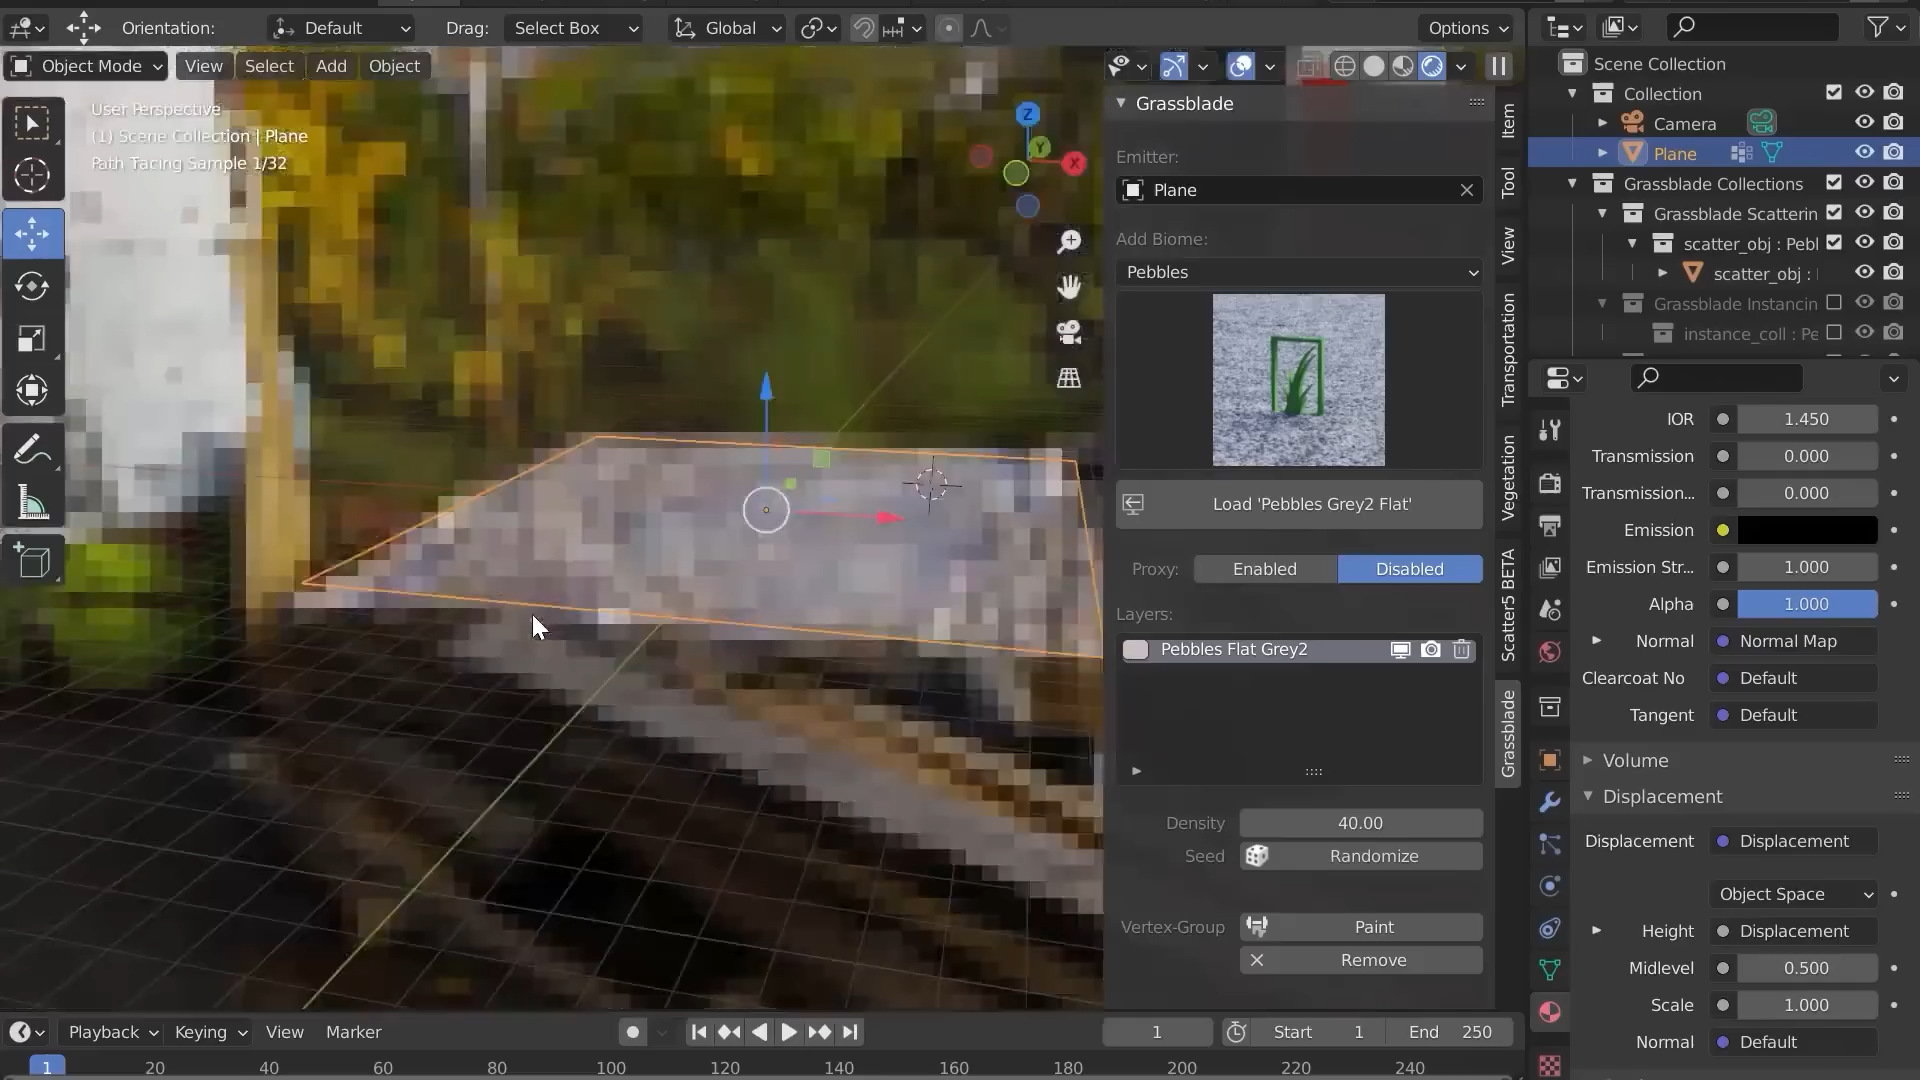 Orientation: Default Drag: Select Box Global Options
Object Mode View Select Add Object
User Perspective
(1) Scene Collection | Plane
Path Tacing Sample 1/32
Z
Y
X
Grassblade
Emitter:
Plane
Add Biome:
Pebbles
Load 'Pebbles Grey2 Flat'
Proxy: Enabled Disabled
Layers:
Pebbles Flat Grey2
Density 40.00
Seed Randomize
Vertex-Group Paint
Remove
Item
Tool
View
Transportation
Vegetation
Scatter5 BETA
Grassblade
Scene Collection
Collection
Camera
Plane
Grassblade Collections
Grassblade Scatterin
scatter_obj : Pebl
scatter_obj :
Grassblade Instancin
instance_coll : Pe
IOR 1.450
Transmission 0.000
Transmission... 0.000
Emission
Emission Str... 1.000
Alpha 1.000
Normal Normal Map
Clearcoat No Default
Tangent Default
Volume
Displacement
Displacement Displacement
Object Space
Height Displacement
Midlevel 0.500
Scale 1.000
Normal Default
Playback Keying View Marker 1 Start 1 End 250
1 20 40 60 80 100 120 140 160 180 200 220 240